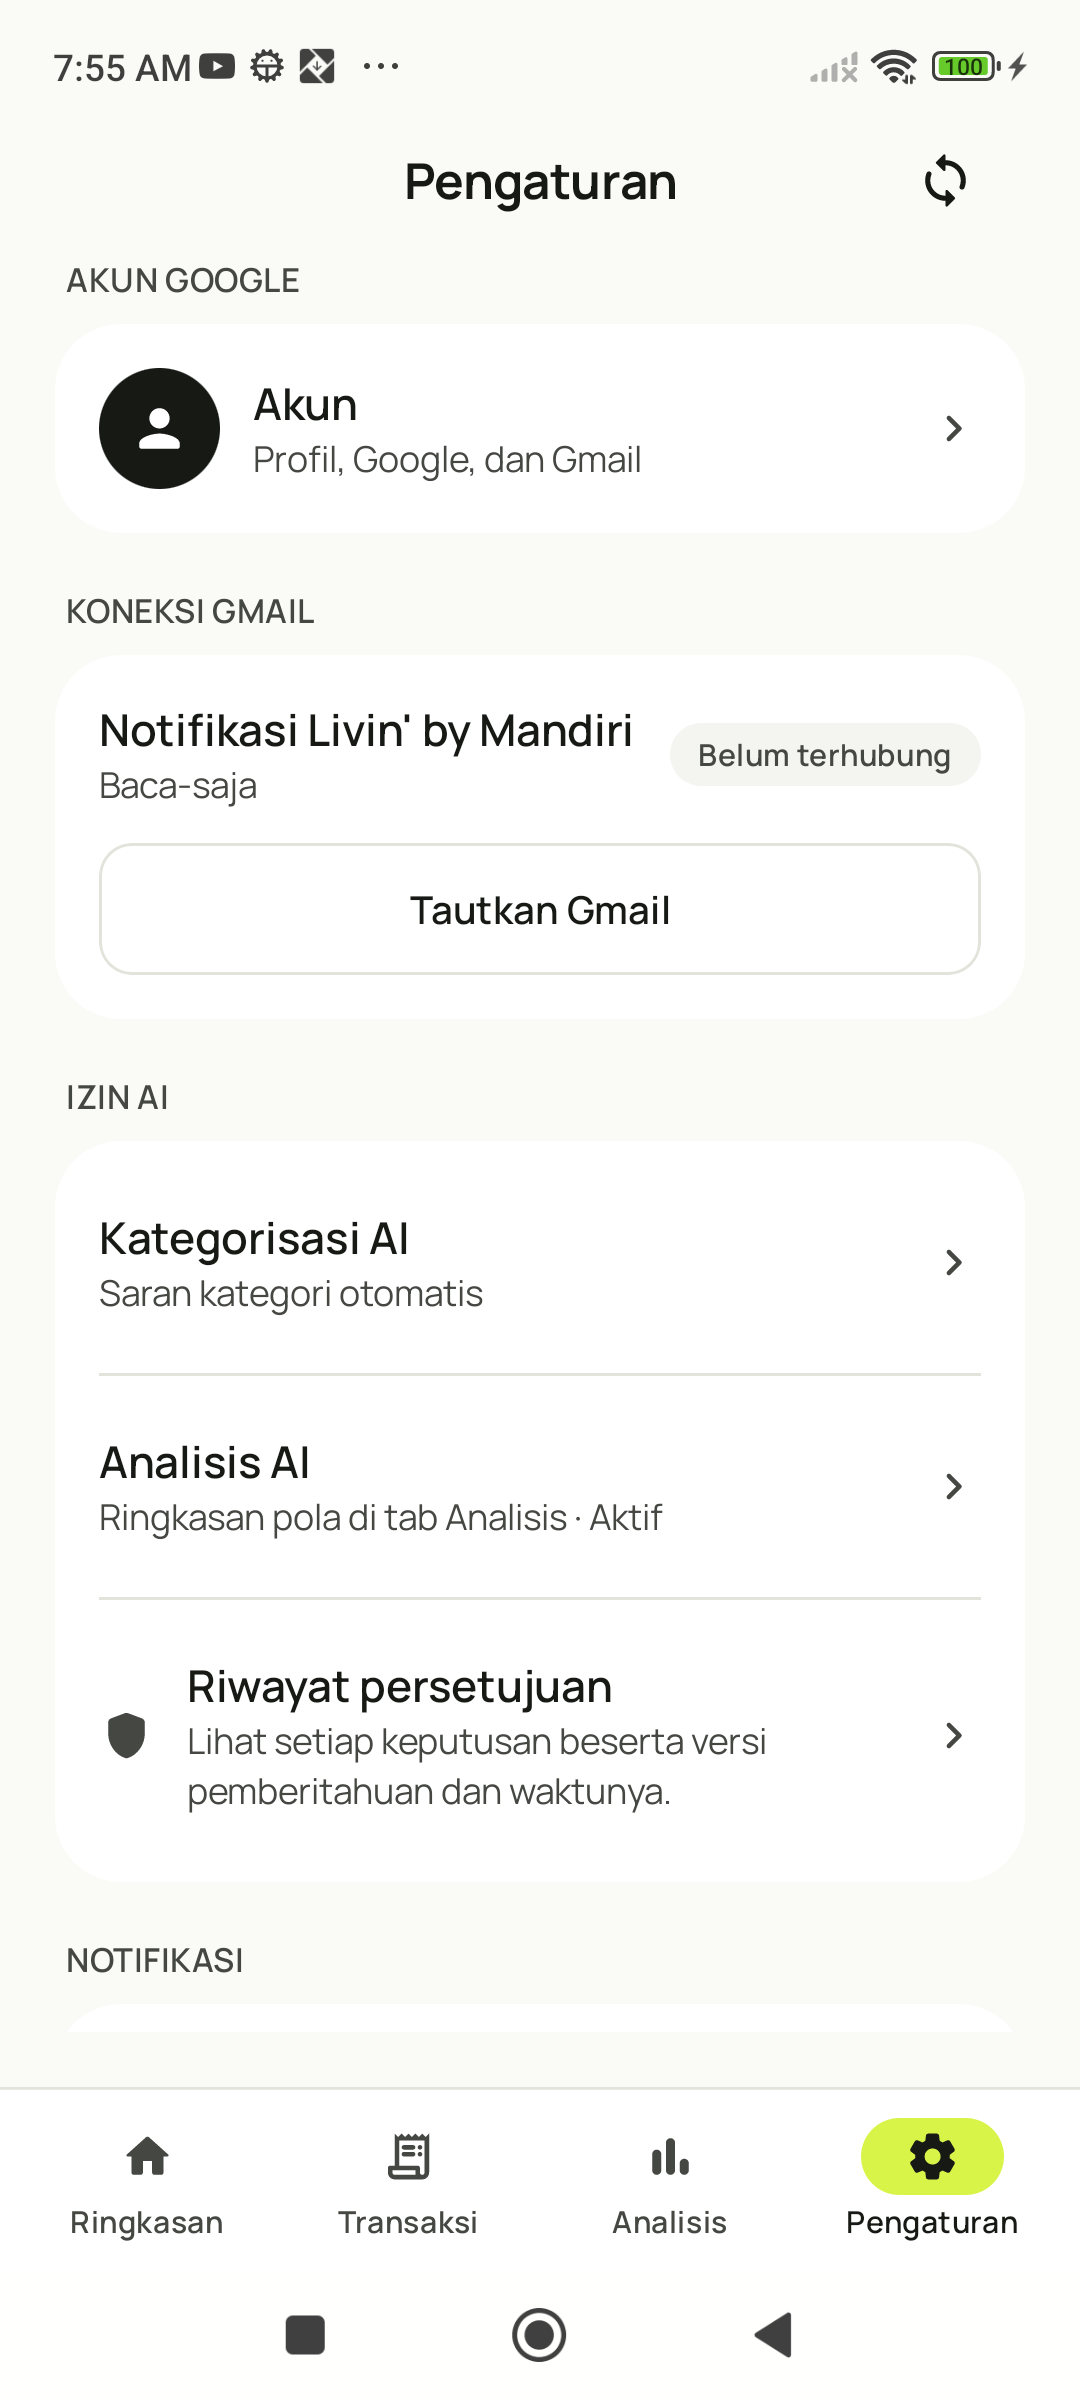 7:55 AM
100
Pengaturan
AKUN GOOGLE
Akun
Profil, Google, dan Gmail
KONEKSI GMAIL
Notifikasi Livin' by Mandiri
Belum terhubung
Baca-saja
Tautkan Gmail
IZIN AI
Kategorisasi AI
Saran kategori otomatis
Analisis AI
Ringkasan pola di tab Analisis · Aktif
Riwayat persetujuan
Lihat setiap keputusan beserta versi
pemberitahuan dan waktunya.
NOTIFIKASI
Ringkasan
Transaksi
Analisis
Pengaturan